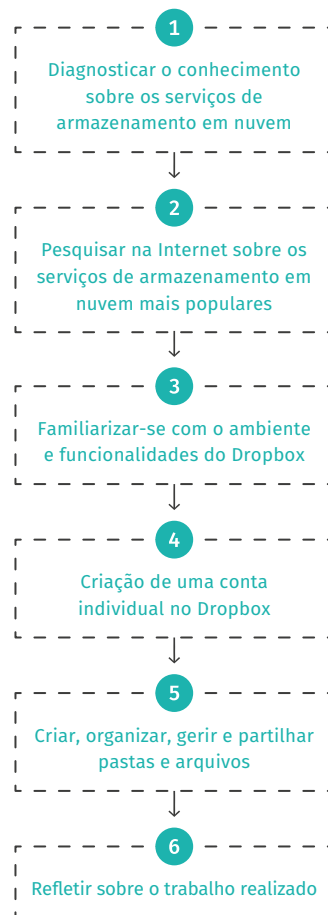 1
Diagnosticar o conhecimento
sobre os serviços de
armazenamento em nuvem
2
Pesquisar na Internet sobre os
serviços de armazenamento em
nuvem mais populares
3
Familiarizar-se com o ambiente
e funcionalidades do Dropbox
4
Criação de uma conta
individual no Dropbox
5
Criar, organizar, gerir e partilhar
pastas e arquivos
6
Refletir sobre o trabalho realizado